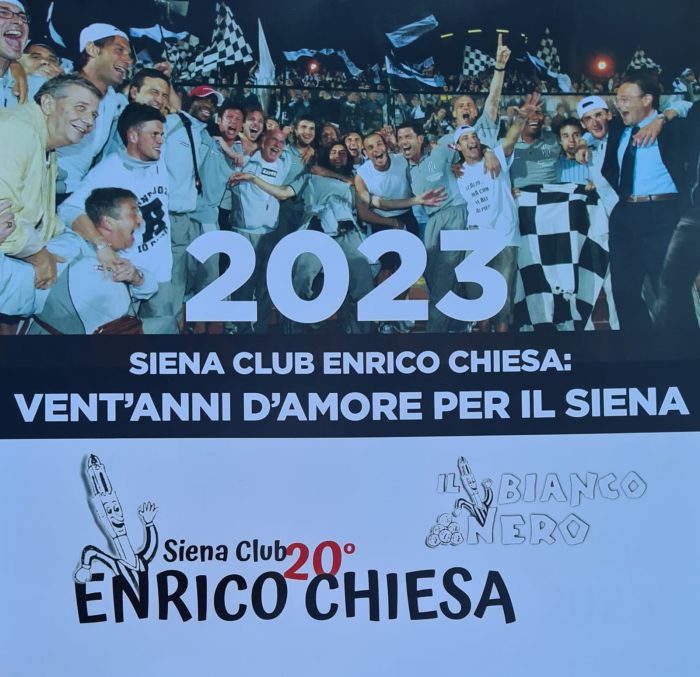 2023
SIENA CLUB ENRICO CHIESA:
VENT'ANNI D'AMORE PER IL SIENA
Siena Club 20°
ENRICO CHIESA
IL BIANCO
NERO